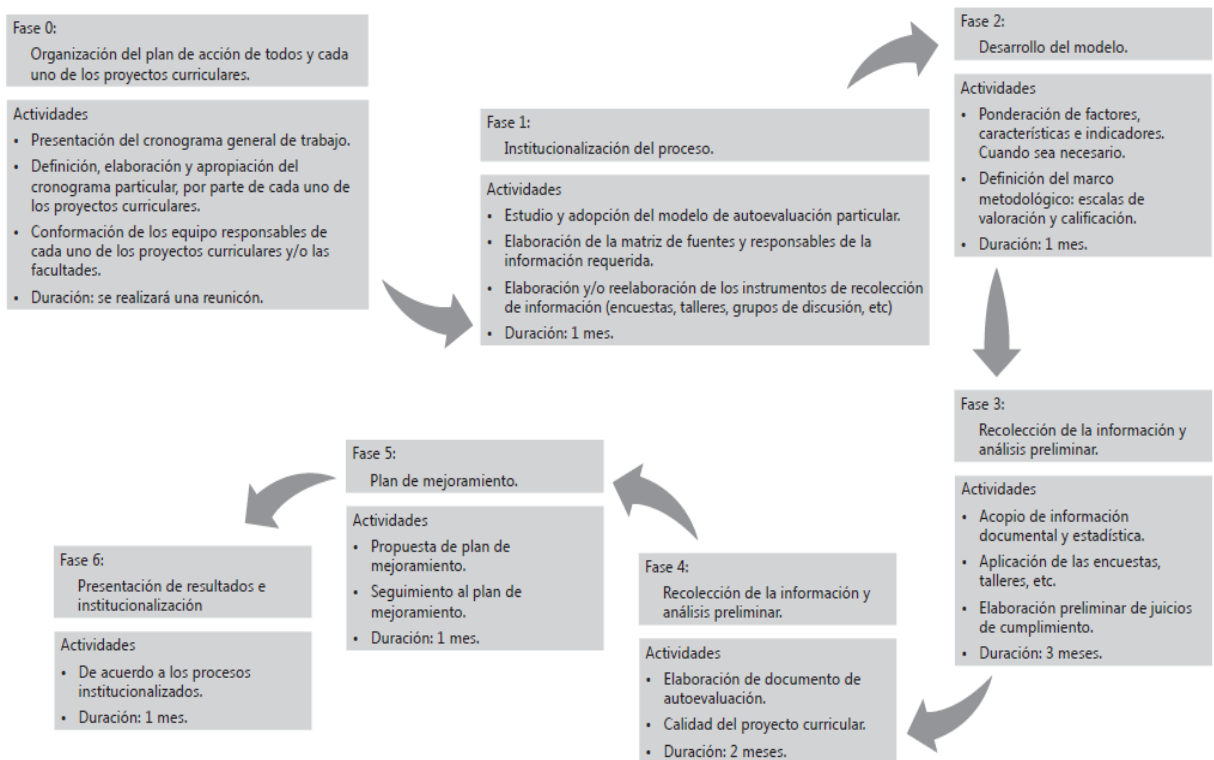 Fase 0:
Organización del plan de acción de todos y cada
uno de los proyectos curriculares.
Actividades
• Presentación del cronograma general de trabajo.
• Definición, elaboración y apropiación del
cronograma particular, por parte de cada uno de
los proyectos curriculares.
• Conformación de los equipo responsables de
cada uno de los proyectos curriculares y/o las
facultades.
• Duración: se realizará una reunicón.
Fase 1:
Institucionalización del proceso.
Actividades
• Estudio y adopción del modelo de autoevaluación particular.
• Elaboración de la matriz de fuentes y responsables de la
información requerida.
• Elaboración y/o reelaboración de los instrumentos de recolección
de información (encuestas, talleres, grupos de discusión, etc)
• Duración: 1 mes.
Fase 2:
Desarrollo del modelo.
Actividades
• Ponderación de factores,
características e indicadores.
Cuando sea necesario.
• Definición del marco
metodológico: escalas de
valoración y calificación.
• Duración: 1 mes.
Fase 3:
Recolección de la información y
análisis preliminar.
Actividades
• Acopio de información
documental y estadística.
• Aplicación de las encuestas,
talleres, etc.
• Elaboración preliminar de juicios
de cumplimiento.
• Duración: 3 meses.
Fase 4:
Recolección de la información y
análisis preliminar.
Actividades
• Elaboración de documento de
autoevaluación.
• Calidad del proyecto curricular.
• Duración: 2 meses.
Fase 5:
Plan de mejoramiento.
Actividades
• Propuesta de plan de
mejoramiento.
• Seguimiento al plan de
mejoramiento.
• Duración: 1 mes.
Fase 6:
Presentación de resultados e
institucionalización
Actividades
• De acuerdo a los procesos
institucionalizados.
• Duración: 1 mes.